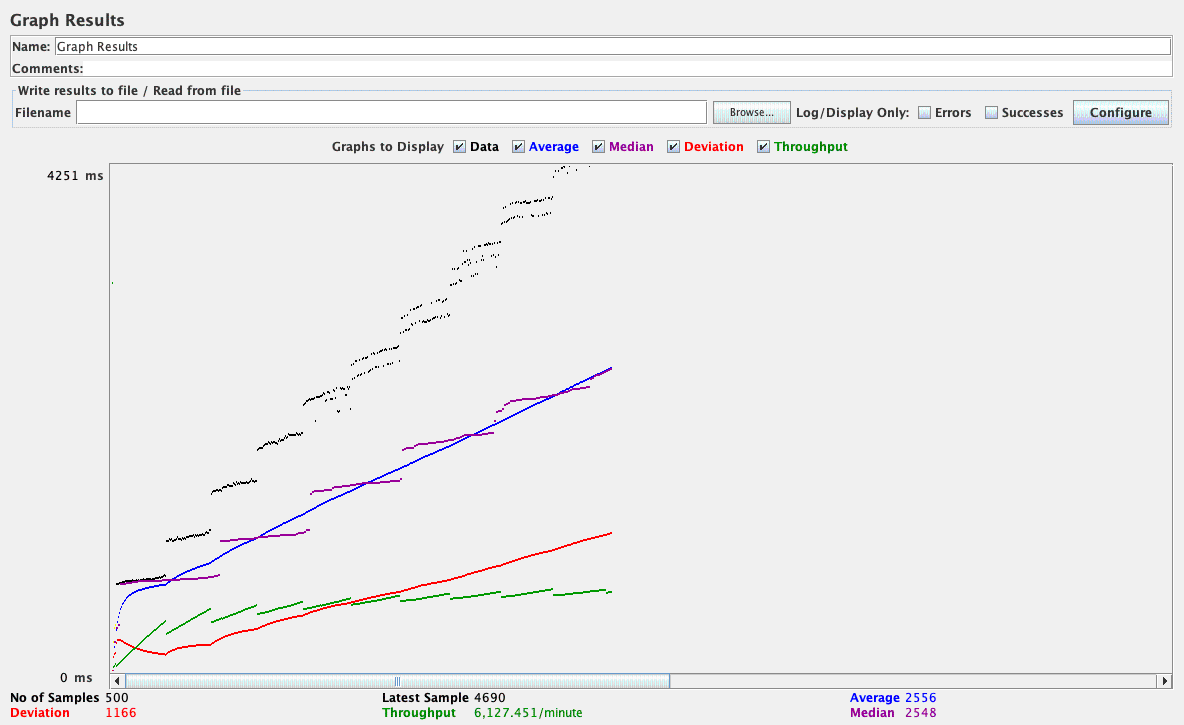 Graph Results
Name: Graph Results
Comments:
Write results to file / Read from file
Filename Browse... Log/Display Only: Errors Successes Configure
Graphs to Display Data Average Median Deviation Throughput
4251 ms
0 ms
No of Samples 500 Latest Sample 4690 Average 2556
Deviation 1166 Throughput 6,127.451/minute Median 2548